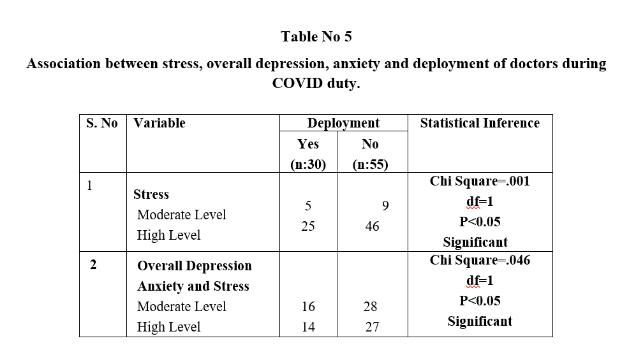 Table No 5
Association between stress, overall depression, anxiety and deployment of doctors during
COVID duty.
S. No Variable Deployment Statistical Inference
Yes No
(n:30) (n:55)
1 Stress Chi Square=.001
Moderate Level 5 9 df=1
High Level 25 46 P<0.05
Significant
2 Overall Depression Chi Square=.046
Anxiety and Stress df=1
Moderate Level 16 28 P<0.05
High Level 14 27 Significant